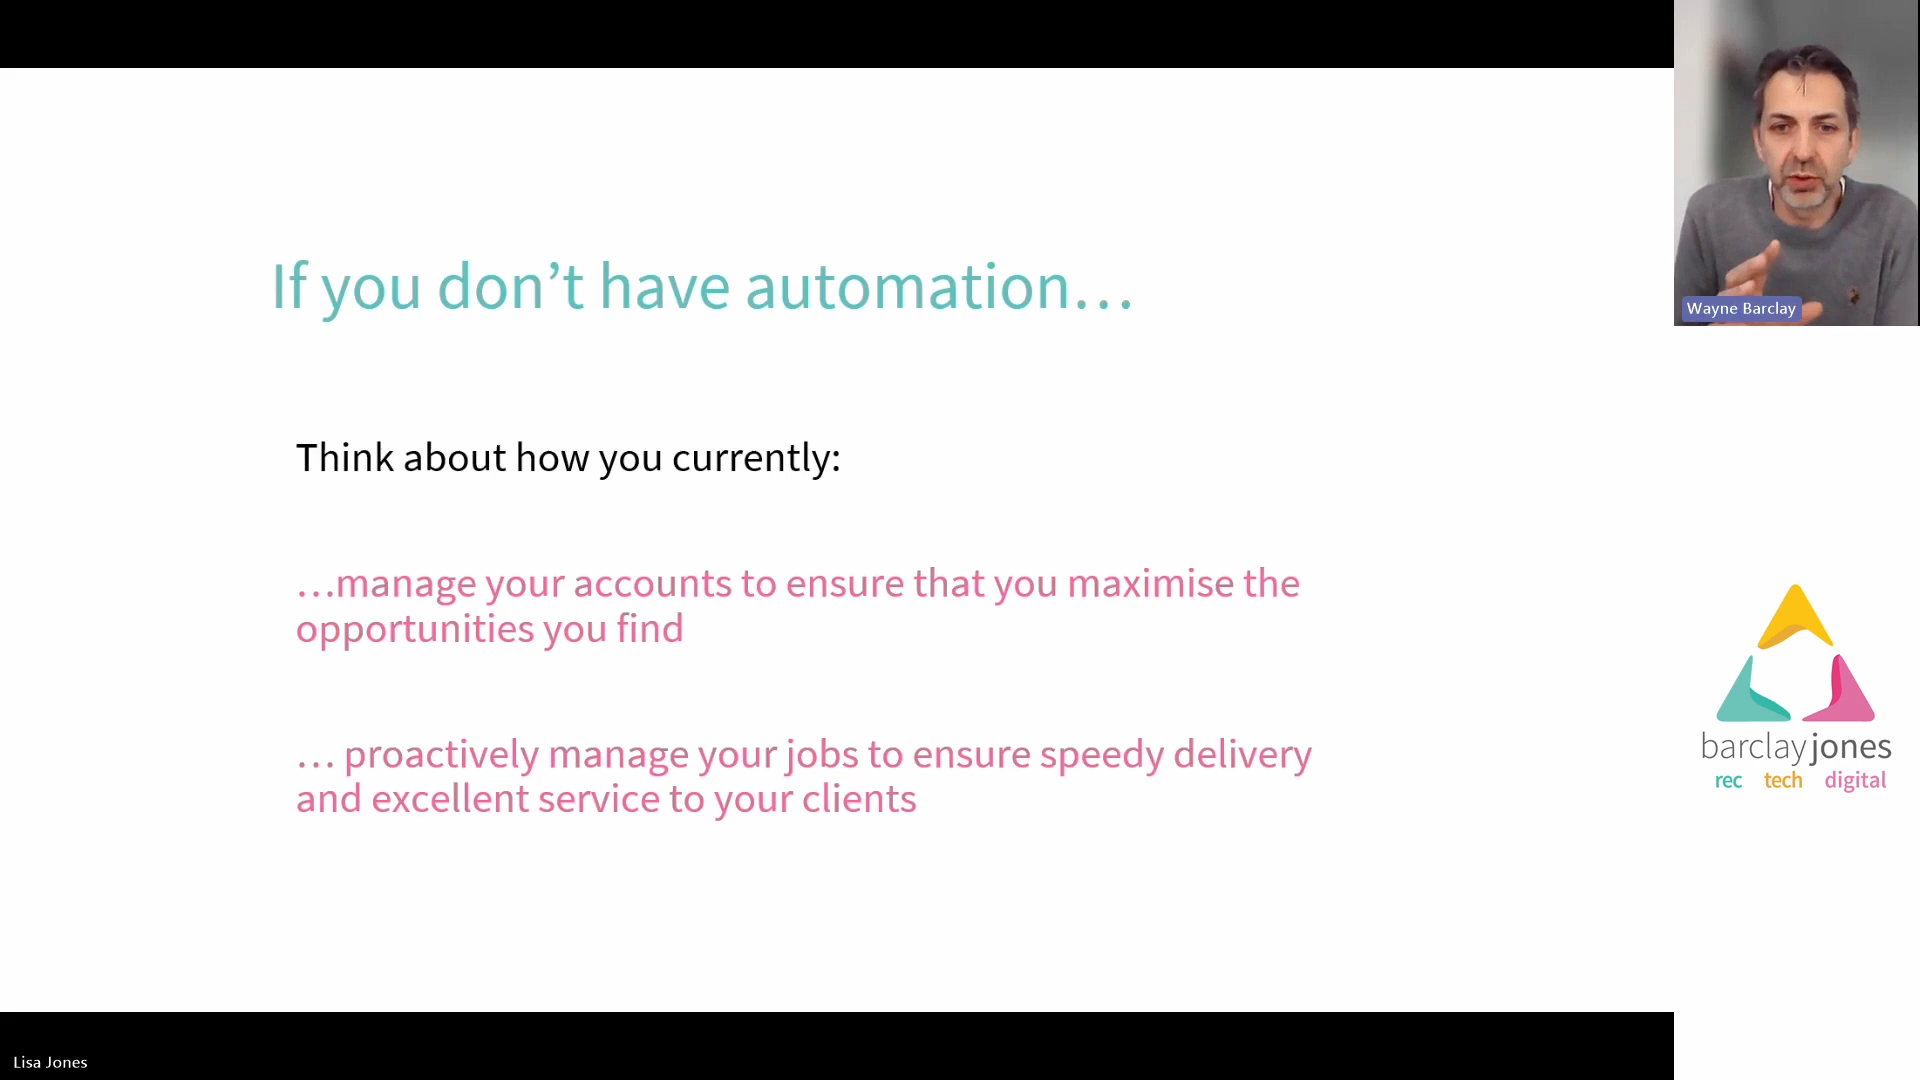 If you don’t have automation…
Think about how you currently:
…manage your accounts to ensure that you maximise the
opportunities you find
… proactively manage your jobs to ensure speedy delivery
and excellent service to your clients
Wayne Barclay
barclayjones
rec tech digital
Lisa Jones